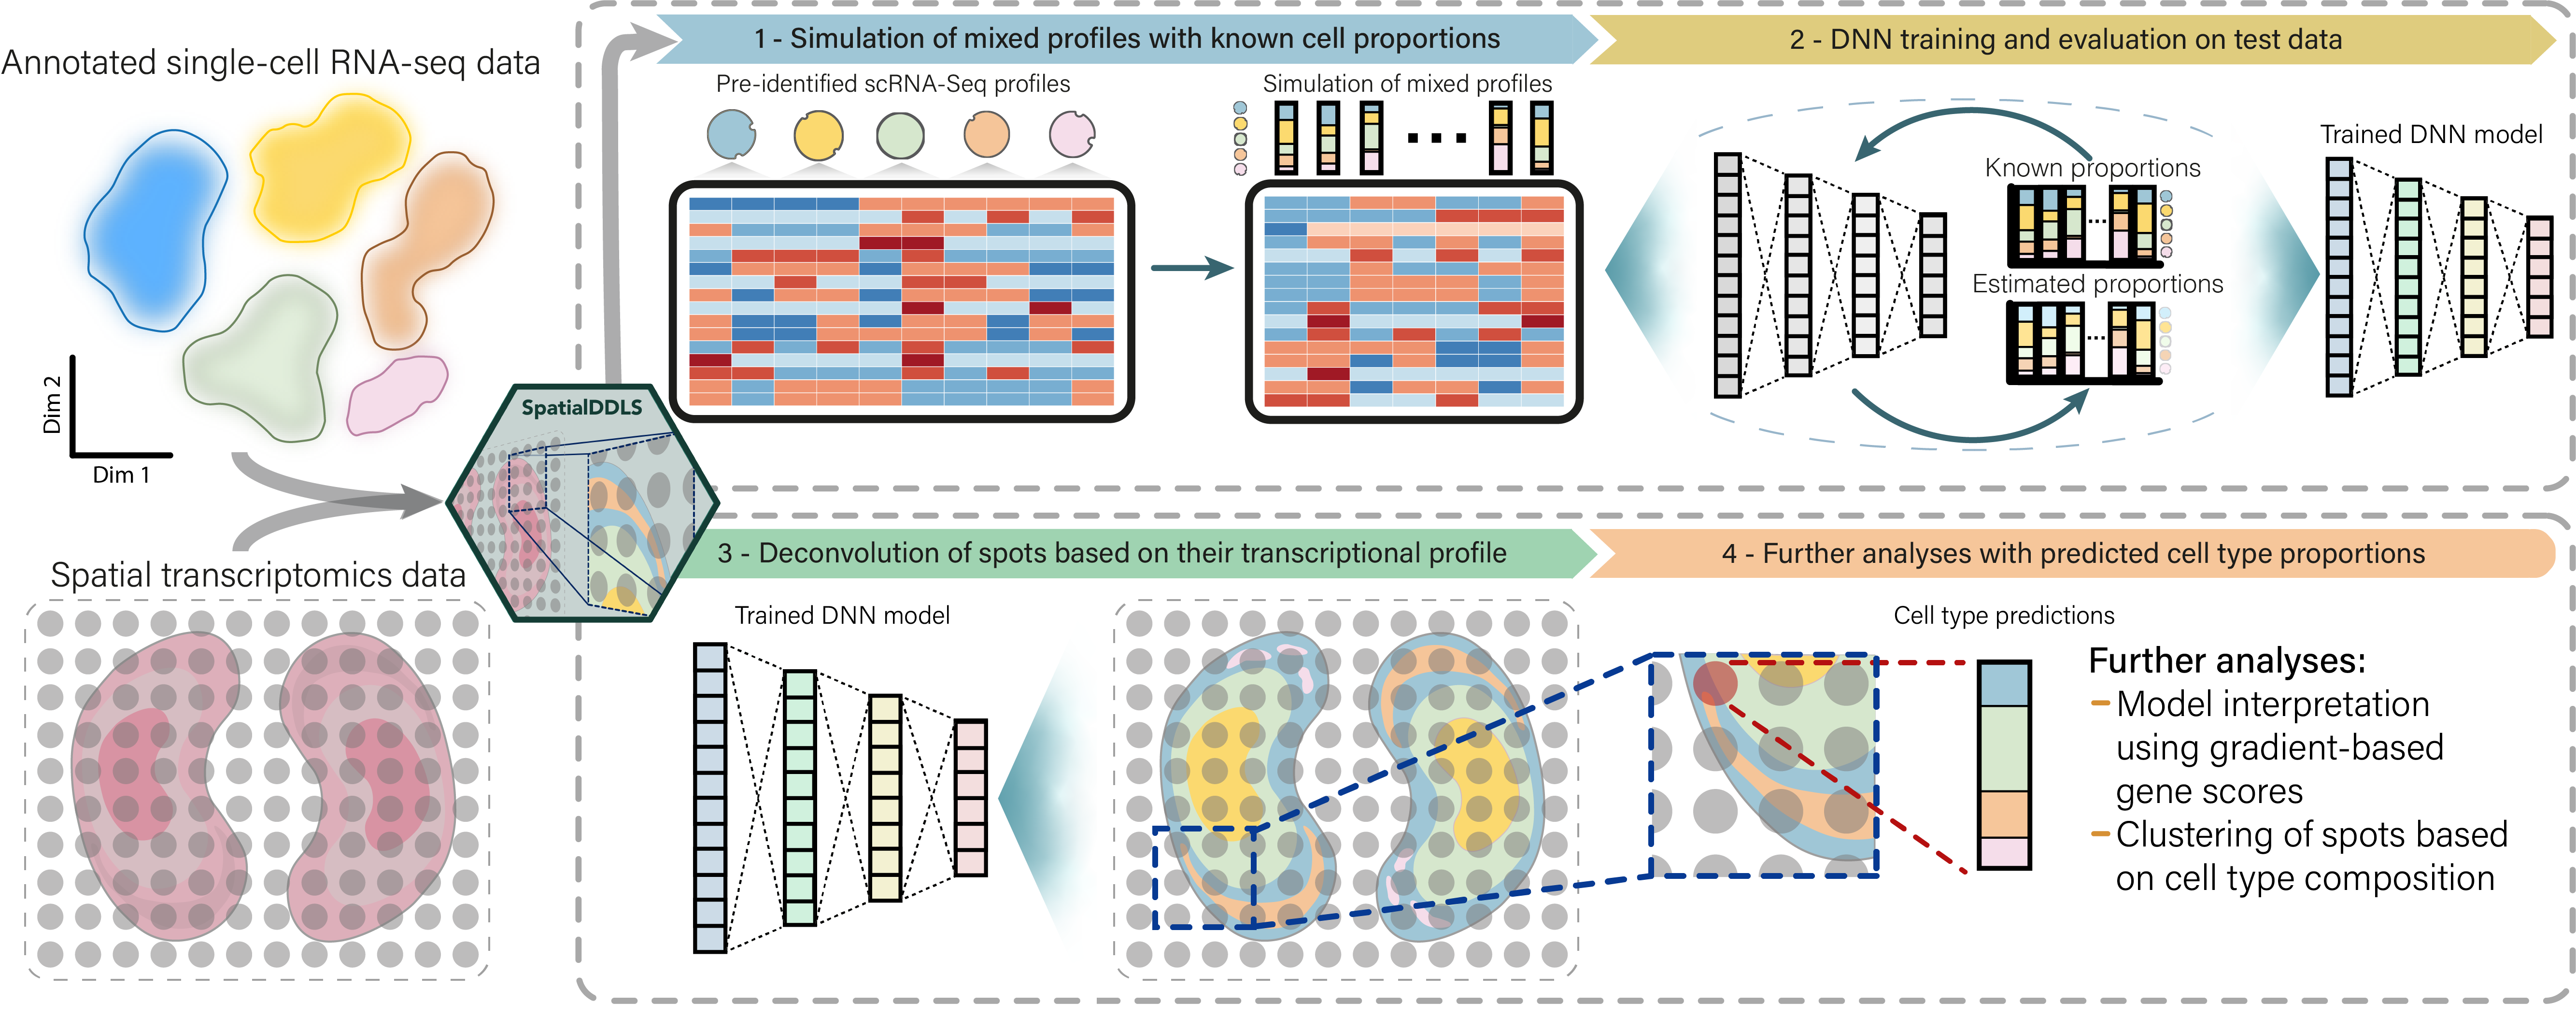 Annotated single-cell RNA-seq data
Dim 2
Dim 1
Spatial transcriptomics data
SpatialDDLS
1 - Simulation of mixed profiles with known cell proportions
Pre-identified scRNA-Seq profiles
Simulation of mixed profiles
...
2 - DNN training and evaluation on test data
Known proportions
...
Estimated proportions
...
Trained DNN model
3 - Deconvolution of spots based on their transcriptional profile
Trained DNN model
4 - Further analyses with predicted cell type proportions
Cell type predictions
Further analyses:
– Model interpretation
using gradient-based
gene scores
– Clustering of spots based
on cell type composition